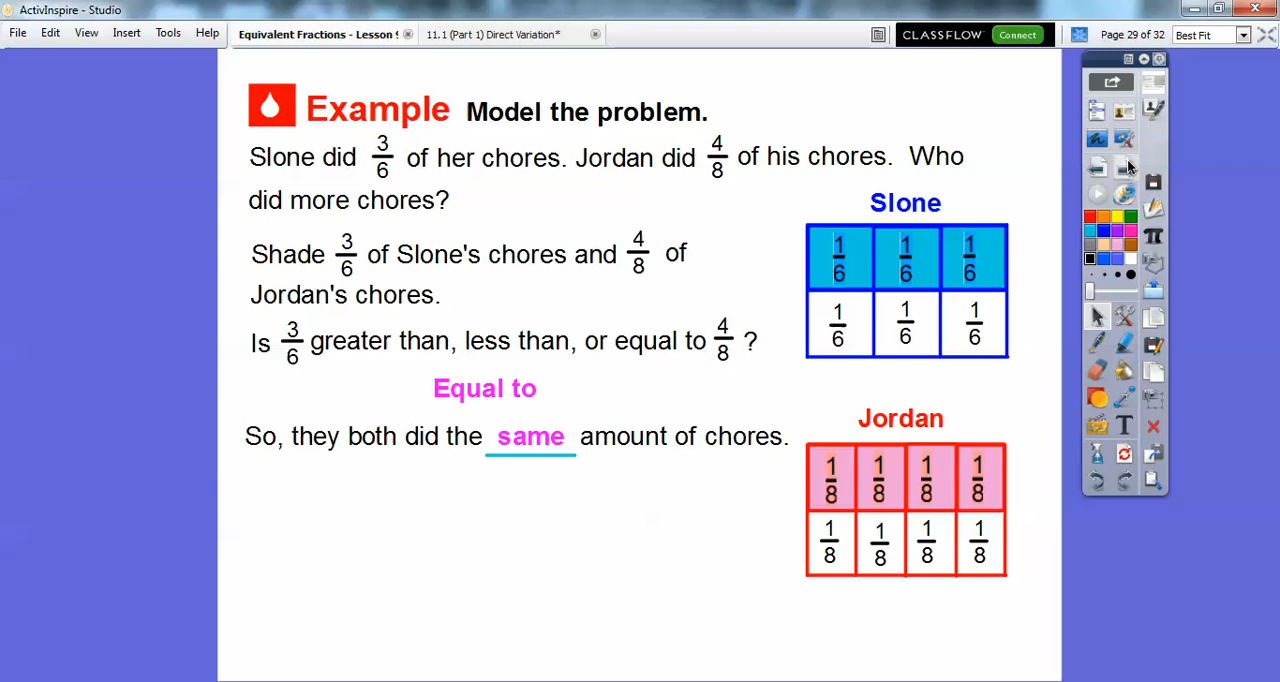 ActivInspire - Studio
File Edit View Insert Tools Help
Equivalent Fractions - Lesson 9
11.1 (Part 1) Direct Variation*
CLASSFLOW Connect
Page 29 of 32
Best Fit
Example Model the problem.
Slone did 3/6 of her chores. Jordan did 4/8 of his chores. Who
did more chores?
Slone
Shade 3/6 of Slone's chores and 4/8 of
Jordan's chores.
1/6 1/6 1/6
1/6 1/6 1/6
Is 3/6 greater than, less than, or equal to 4/8 ?
Equal to
So, they both did the same amount of chores.
Jordan
1/8 1/8 1/8 1/8
1/8 1/8 1/8 1/8